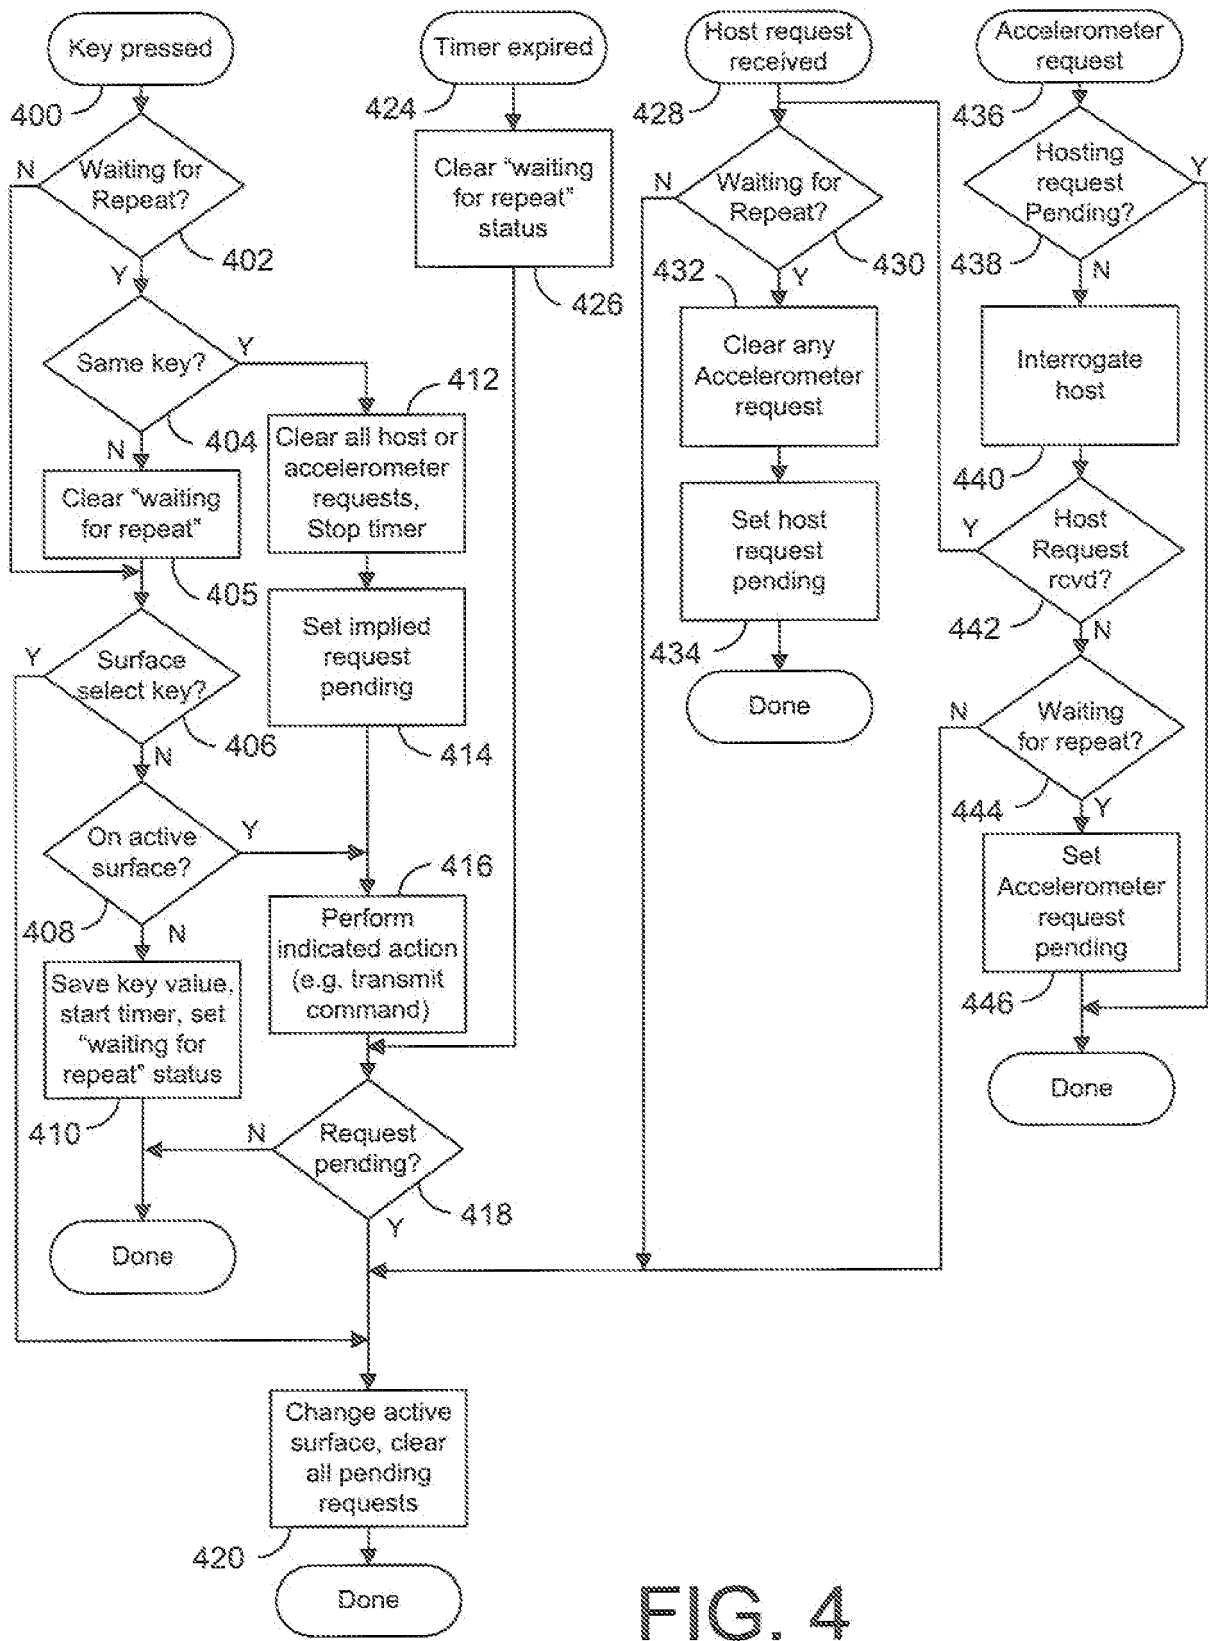 Key pressed
400
Waiting for
Repeat?
N
402
Y
Same key?
Y
404
N
Clear "waiting
for repeat"
405
Surface
select key?
Y
406
N
On active
surface?
Y
408
N
Save key value,
start timer, set
"waiting for
repeat" status
410
Done
412
Clear all host or
accelerometer
requests,
Stop timer
Set implied
request
pending
414
416
Perform
indicated action
(e.g. transmit
command)
Request
pending?
N
418
Y
Change active
surface, clear
all pending
requests
420
Done
Timer expired
424
Clear "waiting
for repeat"
status
426
Host request
received
428
Waiting for
Repeat?
N
430
432
Y
Clear any
Accelerometer
request
Set host
request
pending
434
Done
Accelerometer
request
436
Hosting
request
Pending?
Y
438
N
Interrogate
host
440
Host
Request
rcvd?
Y
442
N
Waiting
for repeat?
N
444
Y
Set
Accelerometer
request
pending
446
Done
FIG. 4